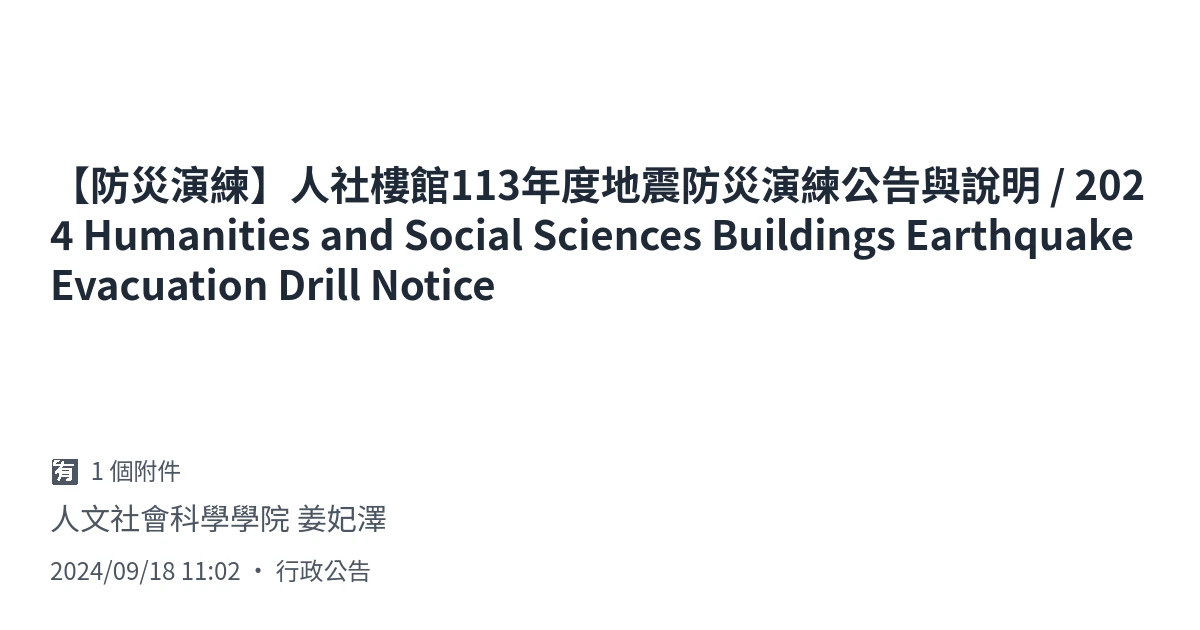 【防災演練】人社樓館113年度地震防災演練公告與說明 / 202
4 Humanities and Social Sciences Buildings Earthquake
Evacuation Drill Notice
有 1 個附件
人文社會科學學院 姜妃澤
2024/09/18 11:02 • 行政公告